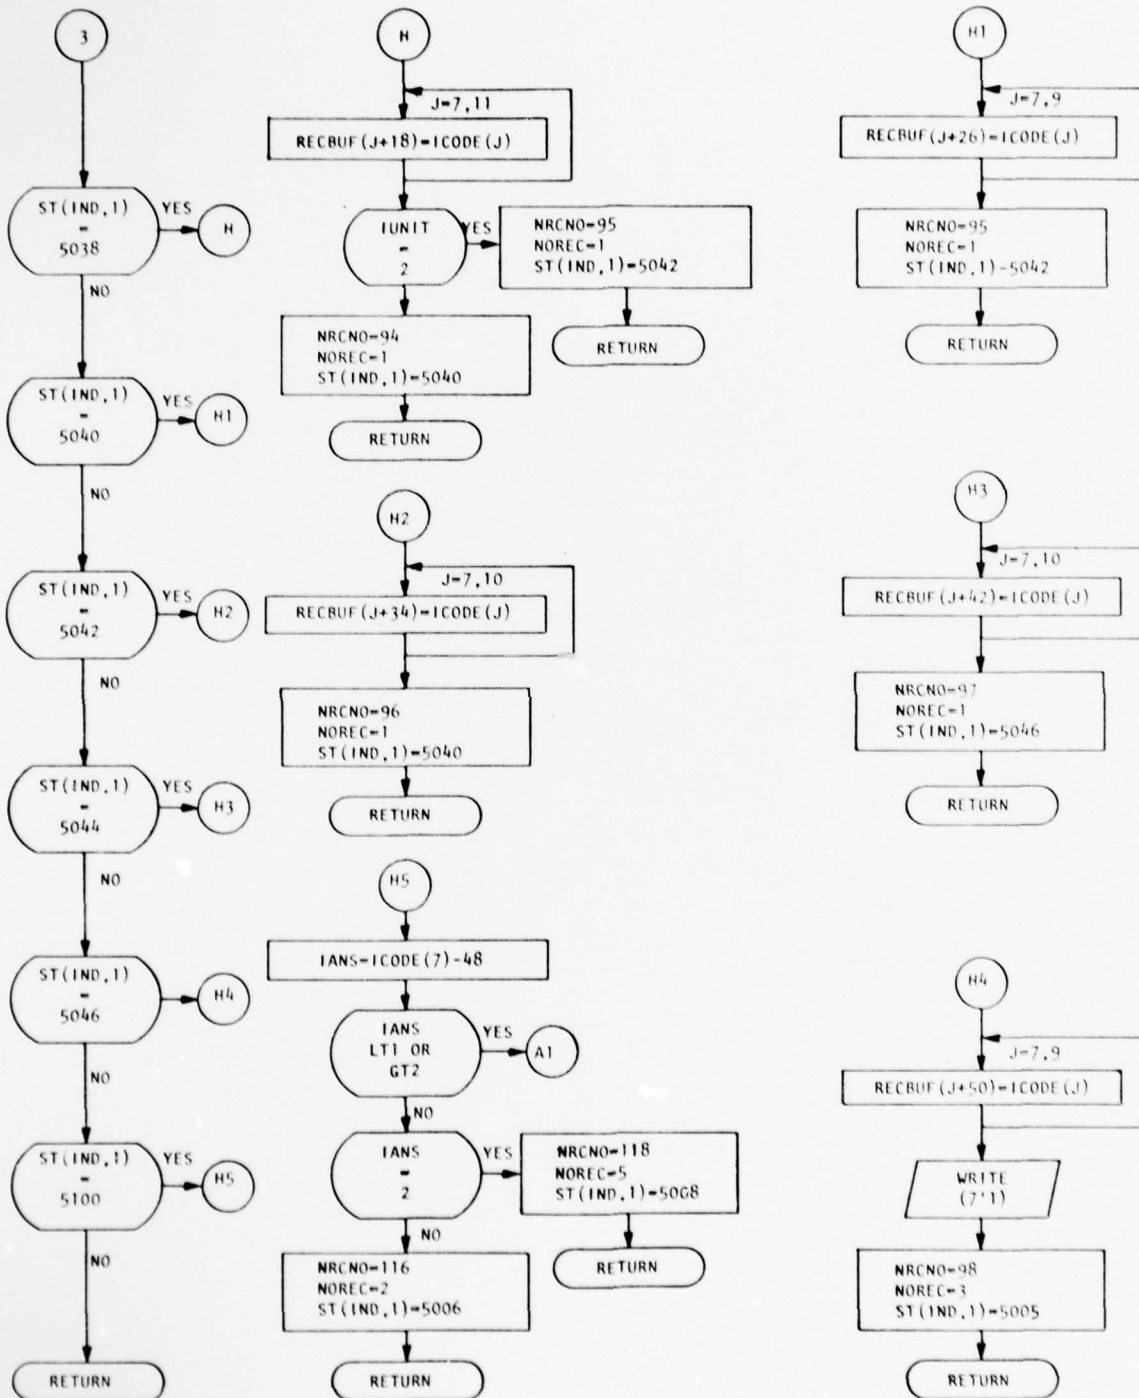 3
ST(IND,1)
=
5038
YES
H
NO
ST(IND,1)
=
5040
YES
H1
NO
ST(IND,1)
=
5042
YES
H2
NO
ST(IND,1)
=
5044
YES
H3
NO
ST(IND,1)
=
5046
H4
NO
ST(IND,1)
=
5100
YES
H5
NO
RETURN
H
J=7,11
RECBUF(J+18)=ICODE(J)
IUNIT
=
2
YES
NRCNO=95
NOREC=1
ST(IND,1)=5042
RETURN
NRCNO=94
NOREC=1
ST(IND,1)=5040
RETURN
H2
J=7,10
RECBUF(J+34)=ICODE(J)
NRCNO=96
NOREC=1
ST(IND,1)=5040
RETURN
H5
IANS=ICODE(7)-48
IANS
LT1 OR
GT2
YES
A1
NO
IANS
=
2
YES
NRCNO=118
NOREC=5
ST(IND,1)=5008
RETURN
NO
NRCNO=116
NOREC=2
ST(IND,1)=5006
RETURN
H1
J=7,9
RECBUF(J+26)=ICODE(J)
NRCNO=95
NOREC=1
ST(IND,1)-5042
RETURN
H3
J=7,10
RECBUF(J+42)=ICODE(J)
NRCNO=97
NOREC=1
ST(IND,1)=5046
RETURN
H4
J=7,9
RECBUF(J+50)=ICODE(J)
WRITE
(7'1)
NRCNO=98
NOREC=3
ST(IND,1)=5005
RETURN